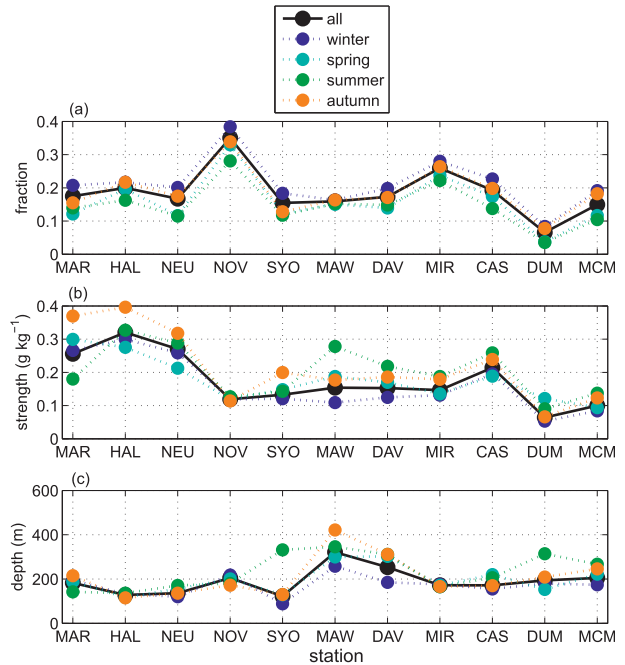 all
winter
spring
summer
autumn
(a)
0.4
0.3
0.2
0.1
0
fraction
MAR HAL NEU NOV SYO MAW DAV MIR CAS DUM MCM
(b)
0.4
0.3
0.2
0.1
0
strength (g kg⁻¹)
MAR HAL NEU NOV SYO MAW DAV MIR CAS DUM MCM
(c)
600
400
200
0
depth (m)
MAR HAL NEU NOV SYO MAW DAV MIR CAS DUM MCM
station